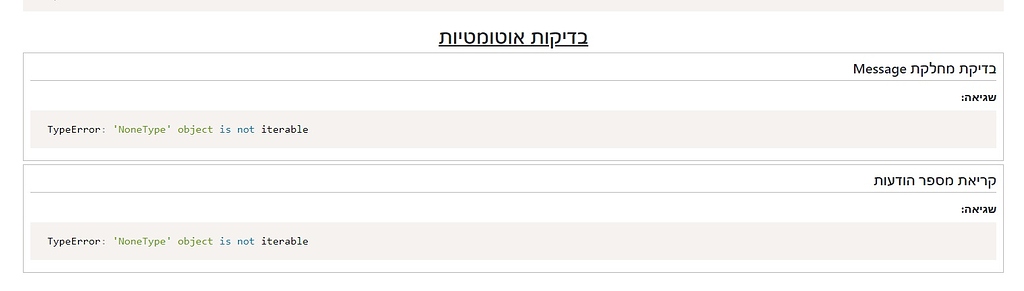 בדיקות אוטומטיות
בדיקת מחלקת Message
שגיאה:
TypeError: 'NoneType' object is not iterable
קריאת מספר הודעות
שגיאה:
TypeError: 'NoneType' object is not iterable